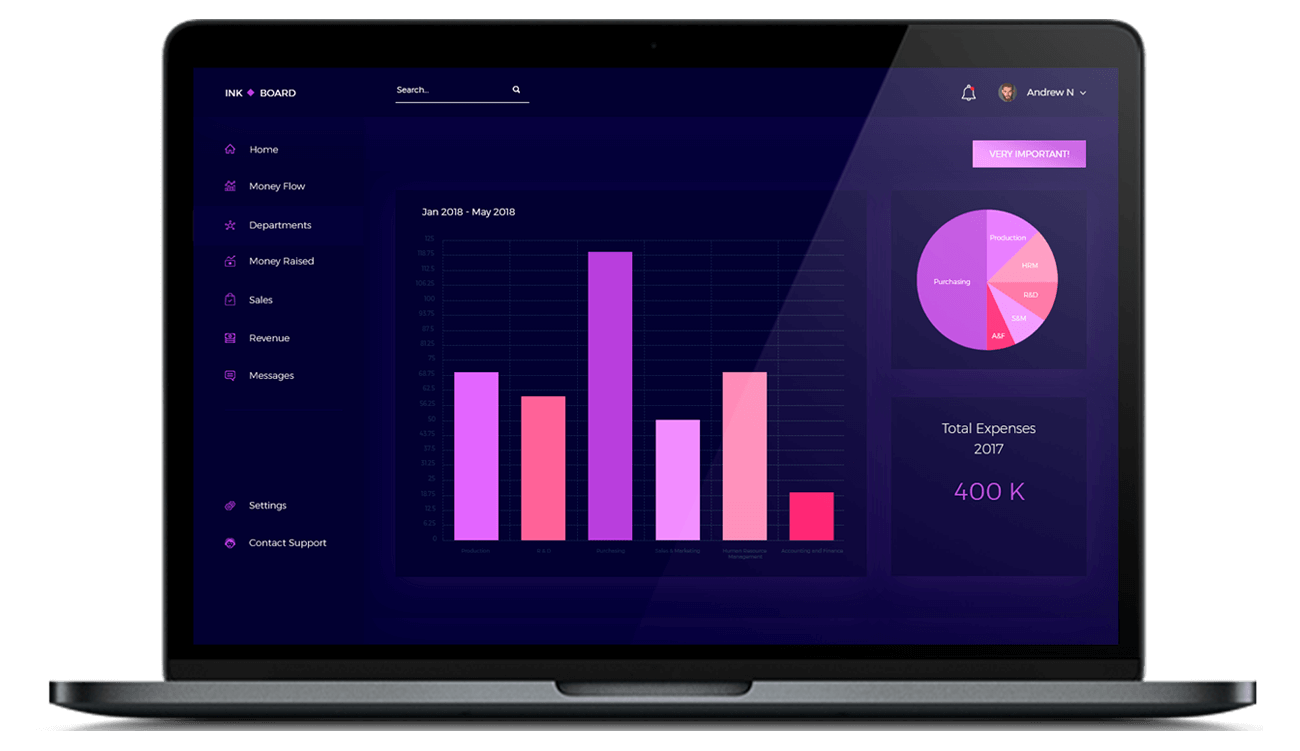 INK BOARD
Search...
Andrew N
VERY IMPORTANT!
Home
Money Flow
Departments
Money Raised
Sales
Revenue
Messages
Settings
Contact Support
Jan 2018 - May 2018
125
118.75
112.5
106.25
100
93.75
87.5
81.25
75
68.75
62.5
56.25
50
43.75
37.5
31.25
25
18.75
12.5
6.25
0
Production
R & D
Purchasing
Sales & Marketing
Human Resource
Management
Accounting and Finance
Production
HRM
Purchasing
R&D
S&M
A&F
Total Expenses
2017
400 K